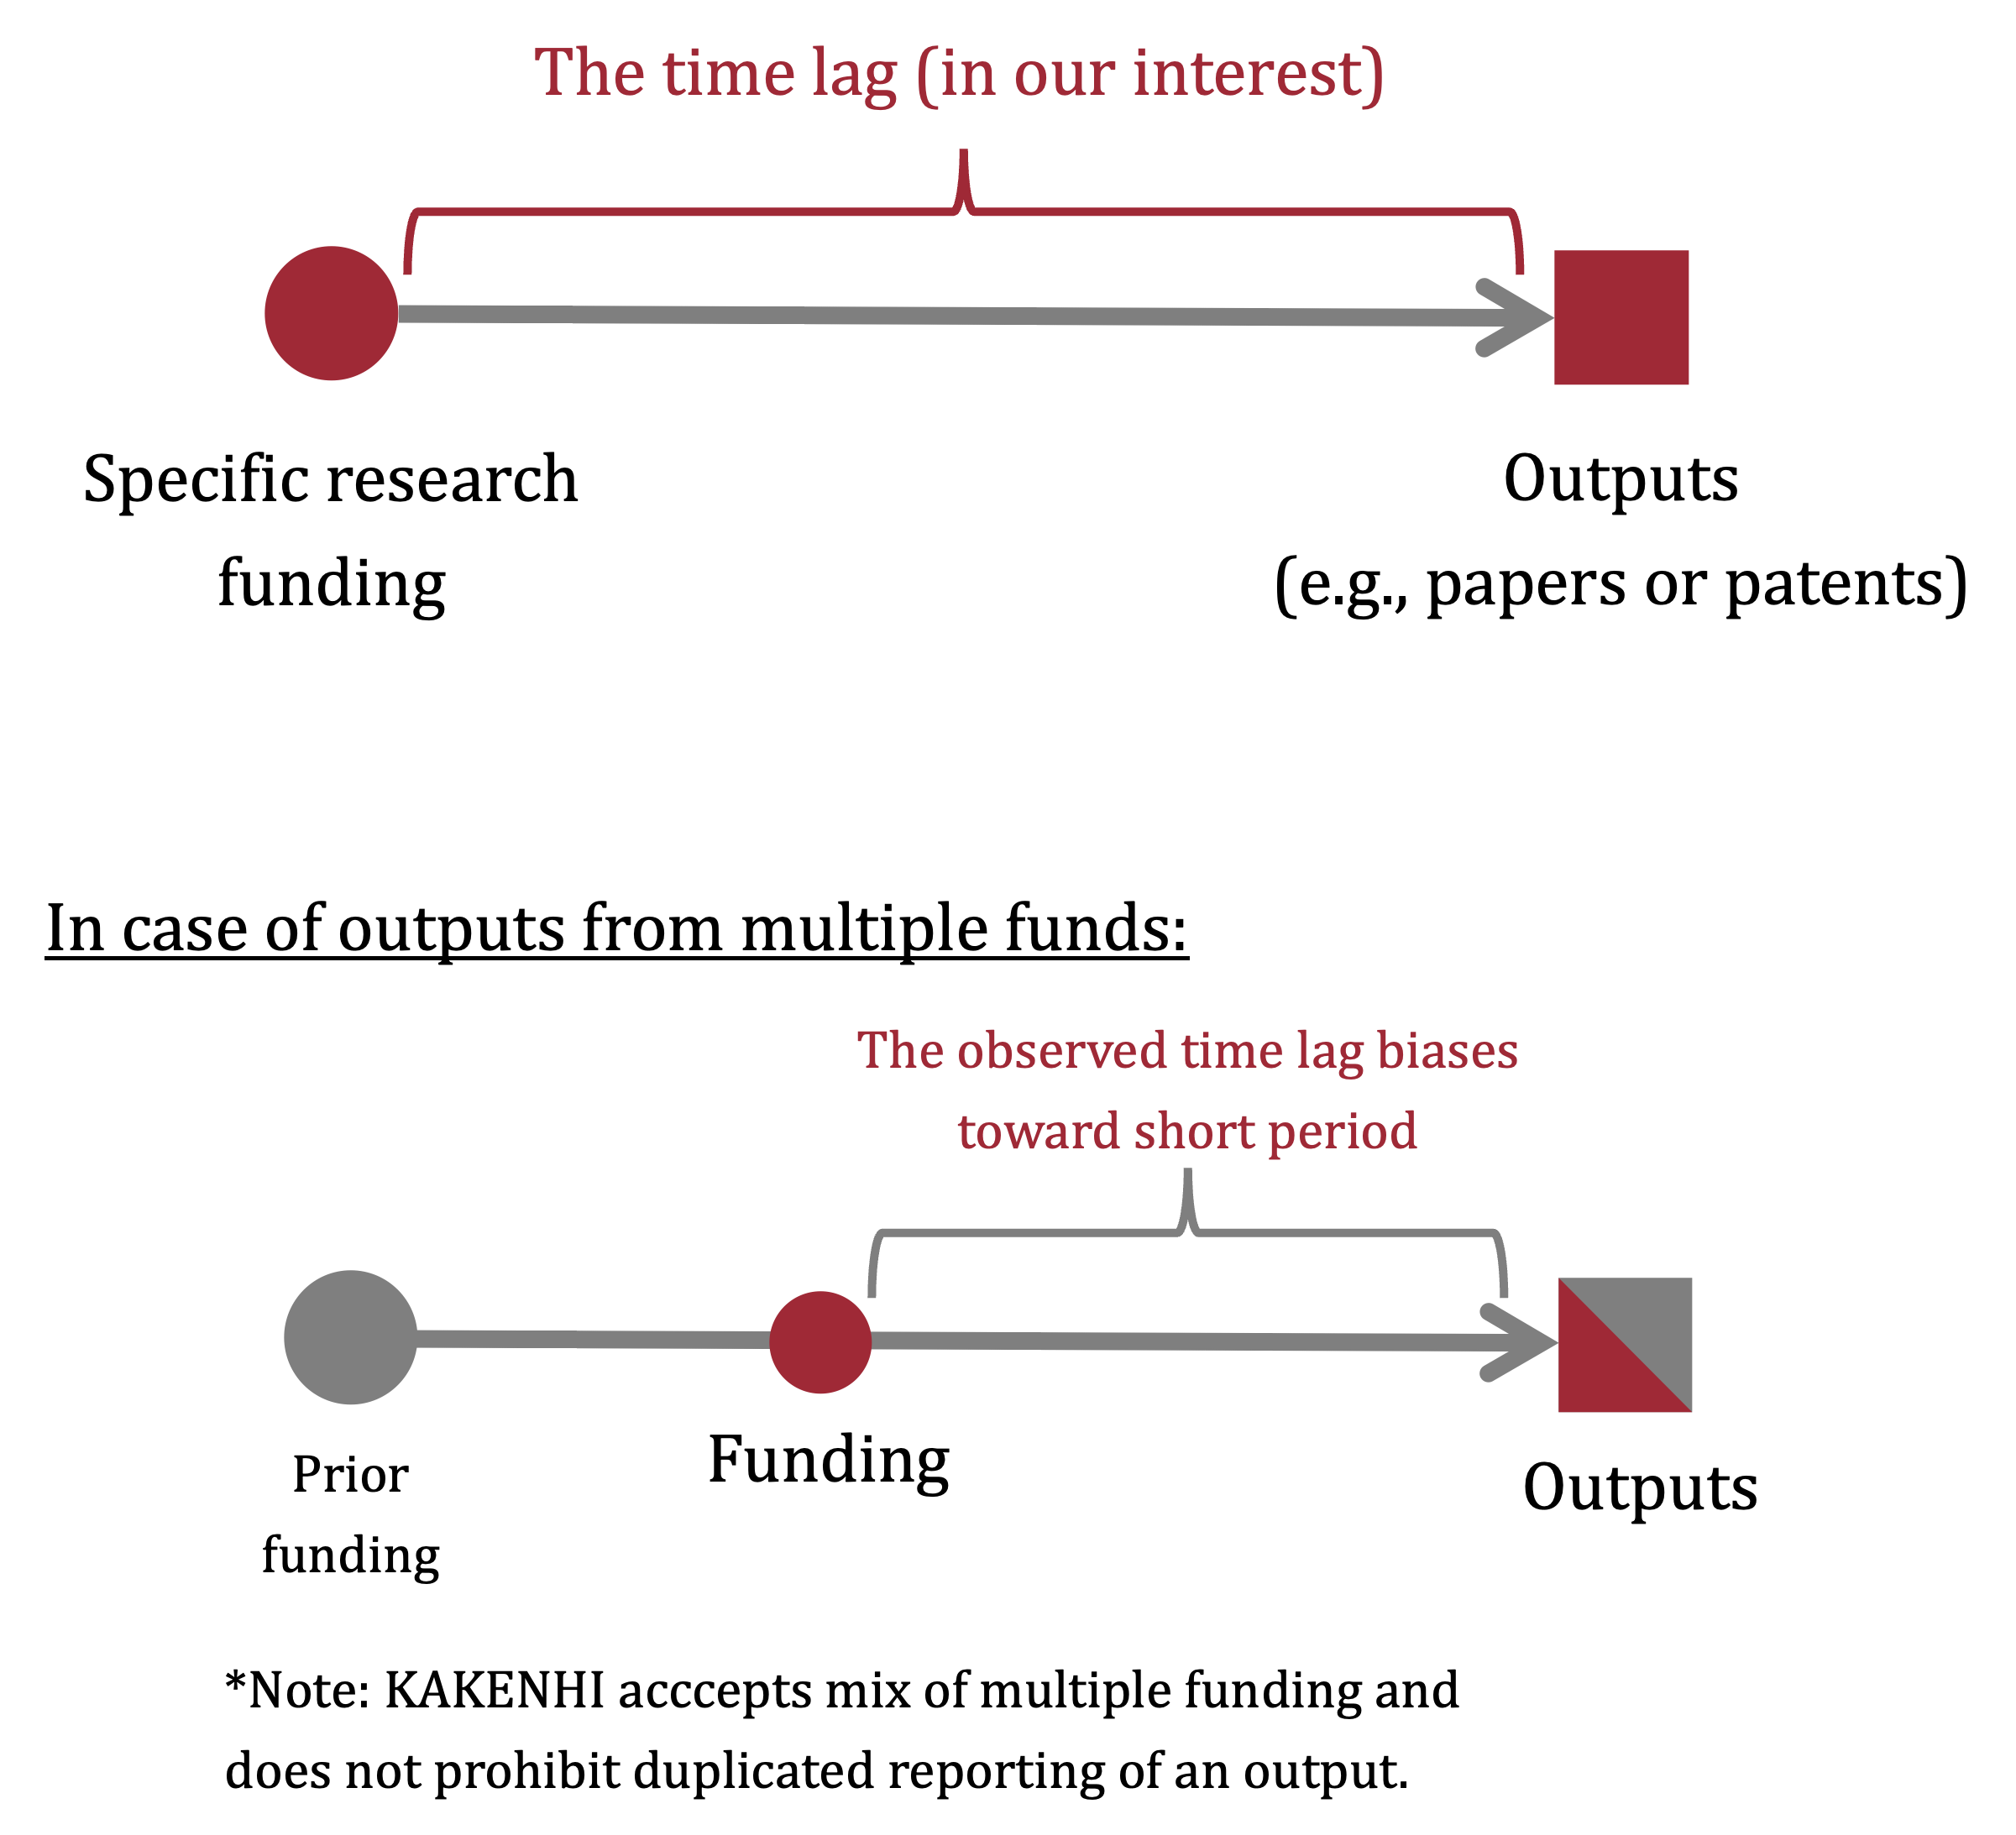 The time lag (in our interest)
Specific research
funding
Outputs
(e.g., papers or patents)
In case of outputs from multiple funds:
The observed time lag biases
toward short period
Prior
funding
Funding
Outputs
*Note: KAKENHI accepts mix of multiple funding and
does not prohibit duplicated reporting of an output.